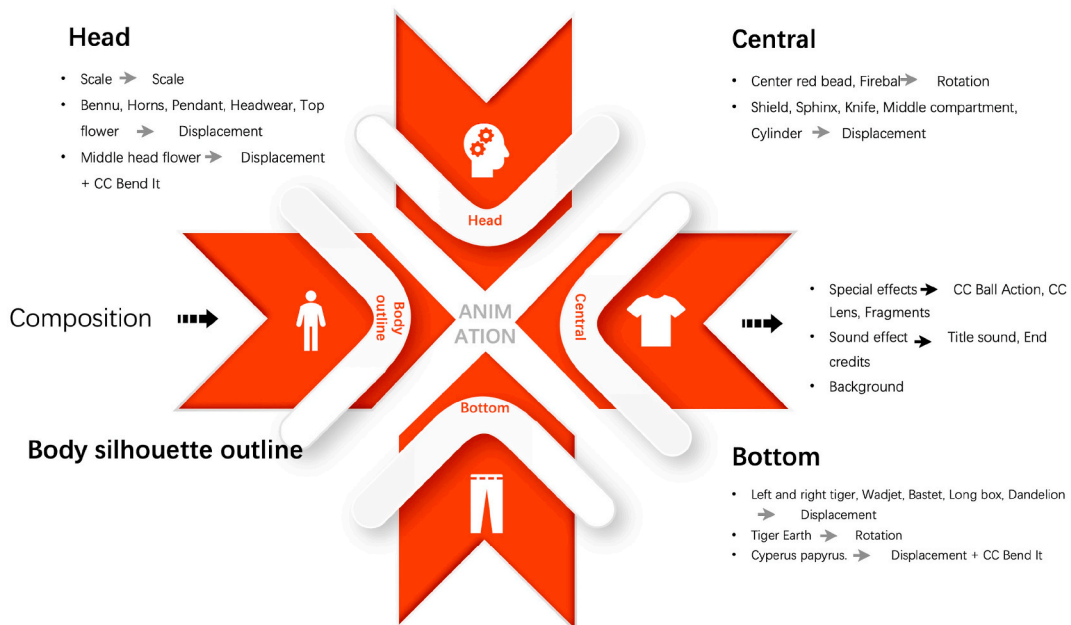 Head
• Scale → Scale
• Bennu, Horns, Pendant, Headwear, Top
flower → Displacement
• Middle head flower → Displacement
+ CC Bend It
Central
• Center red bead, Firebal → Rotation
• Shield, Sphinx, Knife, Middle compartment,
Cylinder → Displacement
Head
Composition
Body
outline
ANIM
ATION
Central
• Special effects → CC Ball Action, CC
Lens, Fragments
• Sound effect → Title sound, End
credits
• Background
Bottom
Body silhouette outline
Bottom
• Left and right tiger, Wadjet, Bastet, Long box, Dandelion
→ Displacement
• Tiger Earth → Rotation
• Cyperus papyrus. → Displacement + CC Bend It